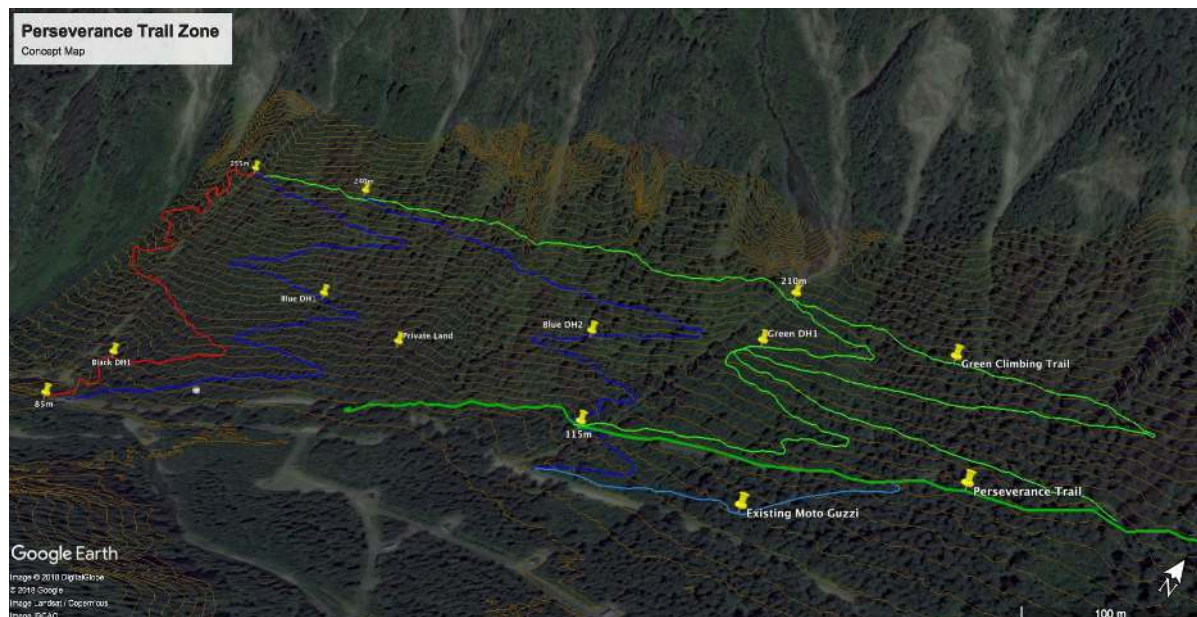 Perseverance Trail Zone
Concept Map
255m
240m
210m
Blue DH1
Blue DH2
Green DH1
Private Land
Black DH1
Green Climbing Trail
85m
115m
Perseverance Trail
Existing Moto Guzzi
Google Earth
Image © 2018 DigitalGlobe
© 2018 Google
Image Landsat / Copernicus
Image IBCAO
N
100 m